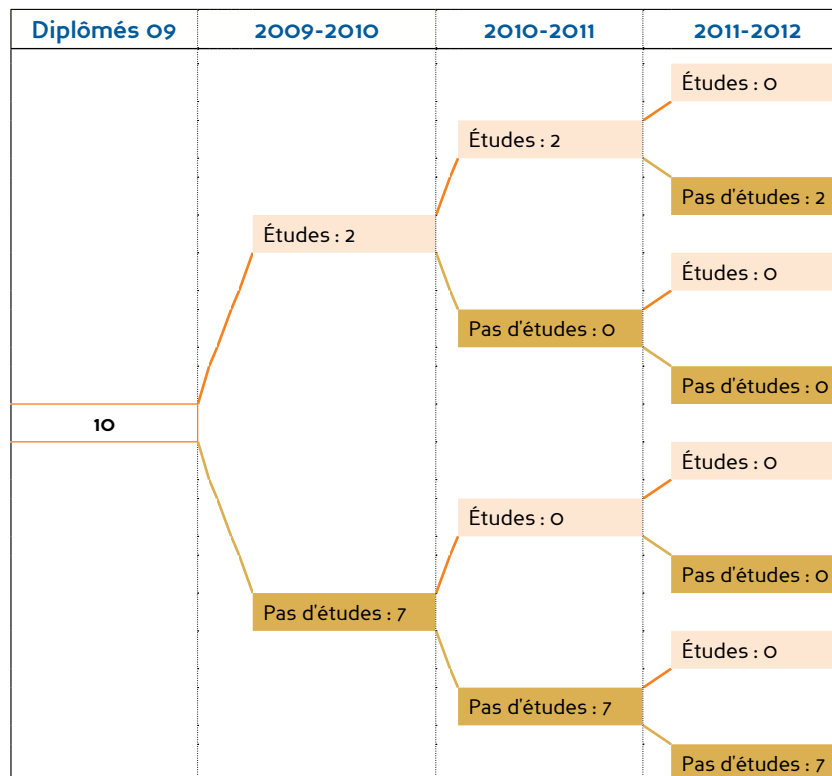 Diplômés 09 2009-2010 2010-2011 2011-2012
Études : 0
Études : 2
Pas d'études : 2
Études : 2
Études : 0
Pas d'études : 0
Pas d'études : 0
10
Études : 0
Études : 0
Pas d'études : 0
Pas d'études : 7
Études : 0
Pas d'études : 7
Pas d'études : 7